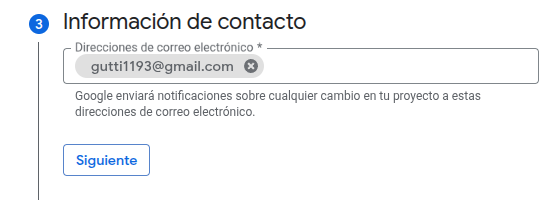 3 Información de contacto
Direcciones de correo electrónico *
gutti1193@gmail.com
Google enviará notificaciones sobre cualquier cambio en tu proyecto a estas
direcciones de correo electrónico.
Siguiente